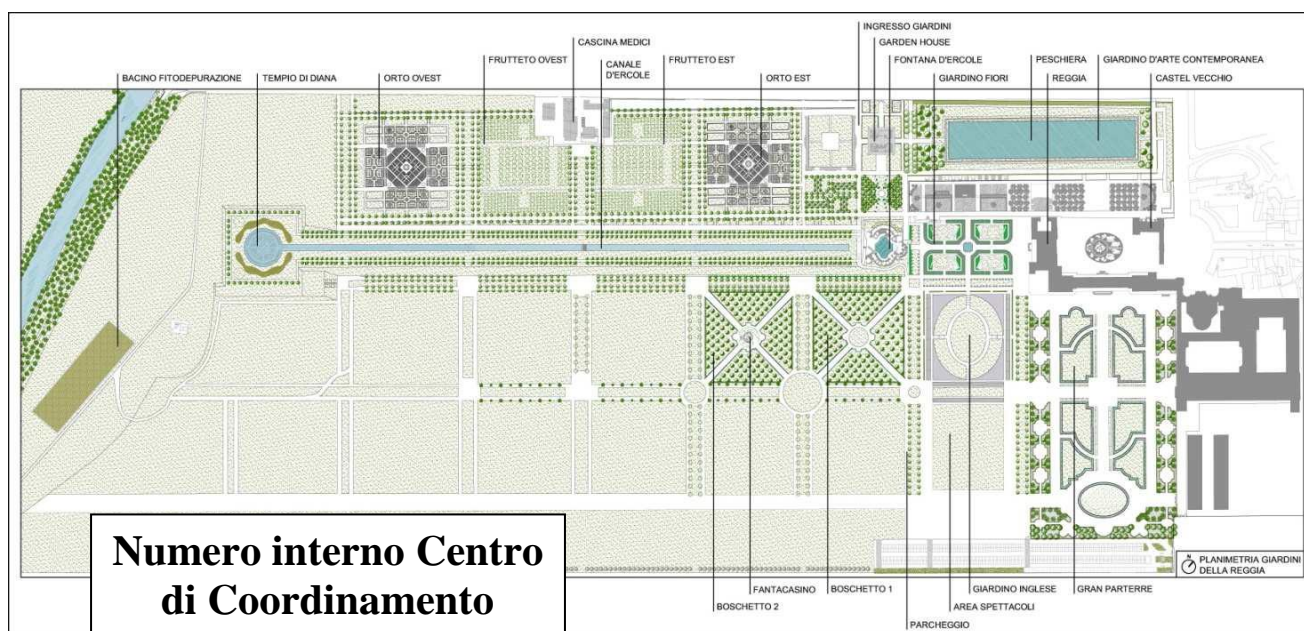 INGRESSO GIARDINI
CASCINA MEDICI
GARDEN HOUSE
FRUTTETO OVEST
CANALE
D'ERCOLE
FRUTTETO EST
FONTANA D'ERCOLE
PESCHIERA
GIARDINO D'ARTE CONTEMPORANEA
BACINO FITODEPURAZIONE
TEMPIO DI DIANA
ORTO OVEST
ORTO EST
GIARDINO FIORI
REGGIA
CASTEL VECCHIO
Numero interno Centro
di Coordinamento
N
PLANIMETRIA GIARDINI
DELLA REGGIA
FANTACASINO
BOSCHETTO 1
GIARDINO INGLESE
GRAN PARTERRE
BOSCHETTO 2
AREA SPETTACOLI
PARCHEGGIO